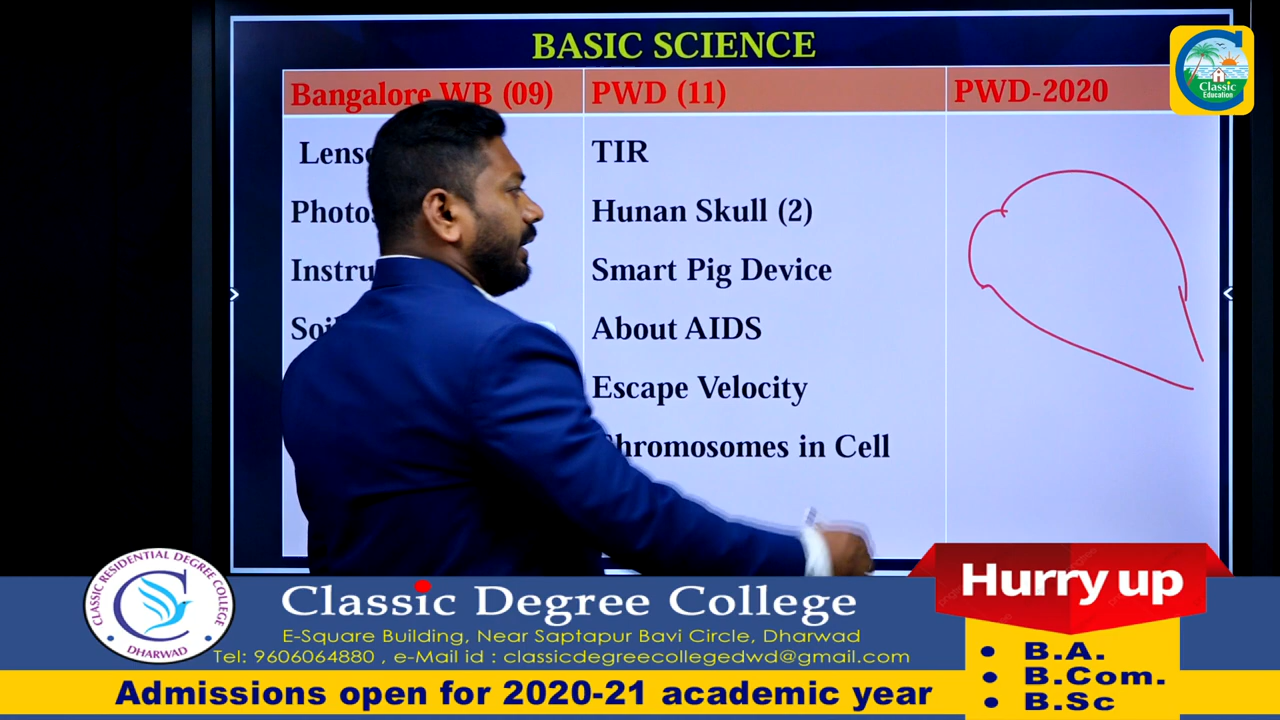 BASIC SCIENCE
Bangalore WB (09) PWD (11) PWD-2020
TIR
Hunan Skull (2)
Smart Pig Device
About AIDS
Escape Velocity
Chromosomes in Cell
Classic
Education
CLASSIC RESIDENTIAL DEGREE COLLEGE
DHARWAD
Classic Degree College
E-Square Building, Near Saptapur Bavi Circle, Dharwad
Tel: 9606064880 , e-Mail id : classicdegreecollegedwd@gmail.com
Admissions open for 2020-21 academic year
Hurry up
• B.A.
• B.Com.
• B.Sc